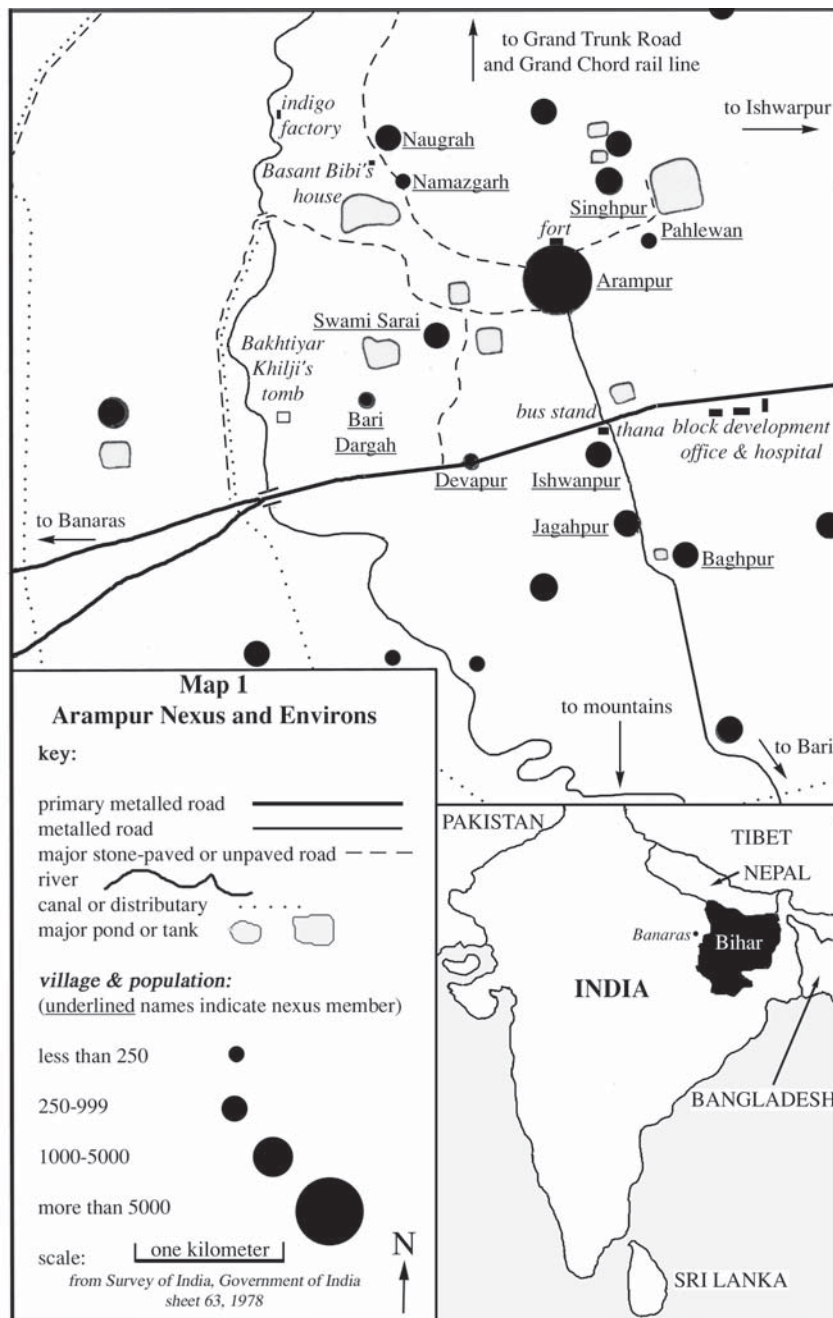 to Grand Trunk Road
and Grand Chord rail line
to Ishwarpur
indigo
factory
Naugrah
Basant Bibi's
house
Namazgarh
Singhpur
fort
Pahlewan
Arampur
Swami Sarai
Bakhtiyar
Khilji's
tomb
Bari
Dargah
bus stand
thana
block development
office & hospital
Devapur
Ishwanpur
to Banaras
Jagahpur
Baghpur
to mountains
to Bari
Map 1
Arampur Nexus and Environs
key:
primary metalled road
metalled road
major stone-paved or unpaved road
river
canal or distributary
major pond or tank
village & population:
(underlined names indicate nexus member)
less than 250
250-999
1000-5000
more than 5000
scale:
one kilometer
N
from Survey of India, Government of India
sheet 63, 1978
PAKISTAN
TIBET
NEPAL
Banaras
Bihar
INDIA
BANGLADESH
SRI LANKA